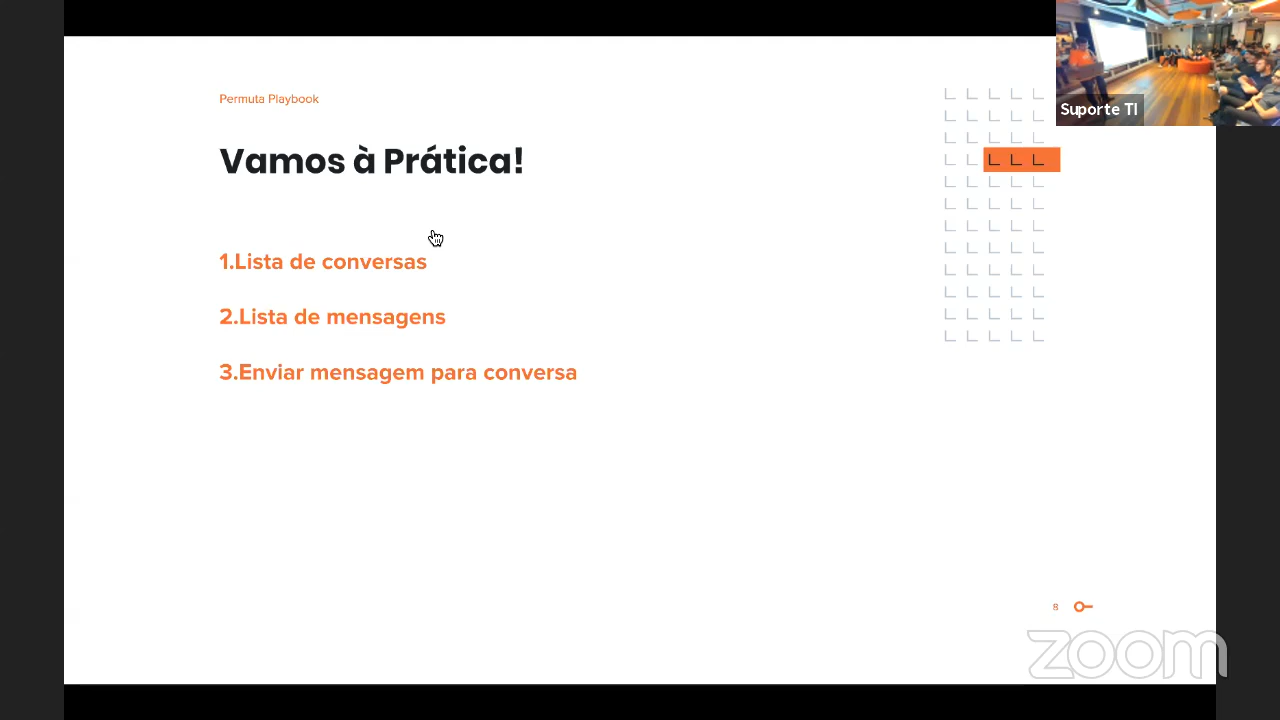 Permuta Playbook
Vamos à Prática!
1.Lista de conversas
2.Lista de mensagens
3.Enviar mensagem para conversa
Suporte TI
8
zoom